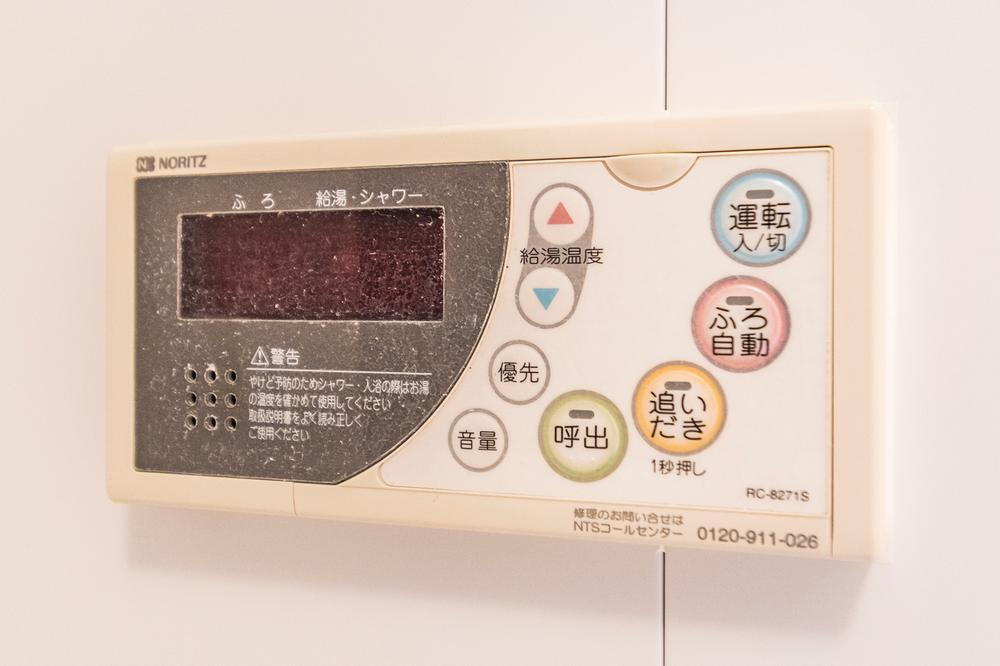 NORITZ
ふろ 給湯・シャワー
⚠警告
やけど予防のためシャワー・入浴の際はお湯
の温度を確かめて使用してください
取扱説明書をよく読み正しく
ご使用ください
給湯温度
優先
音量
呼出
追い
だき
1秒押し
ふろ
自動
運転
入/切
RC-8271S
修理のお問い合せは
NTSコールセンター 0120-911-026